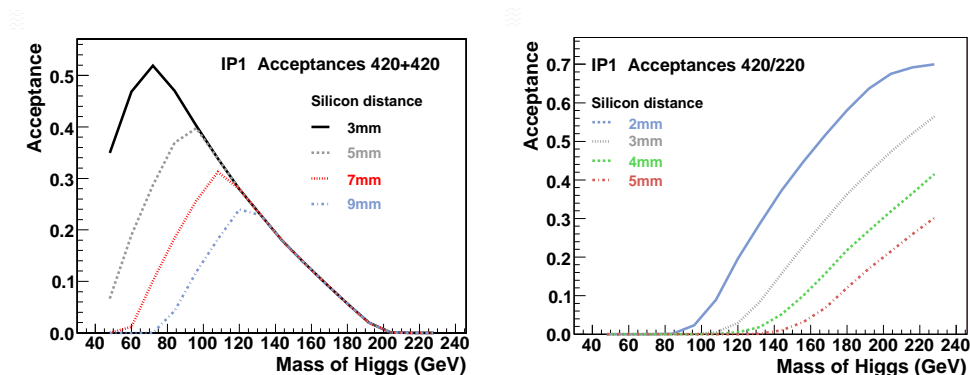 IP1 Acceptances 420+420
Silicon distance
3mm
5mm
7mm
9mm
Acceptance
0.5
0.4
0.3
0.2
0.1
0.0
40 60 80 100 120 140 160 180 200 220 240
Mass of Higgs (GeV)
IP1 Acceptances 420/220
Silicon distance
2mm
3mm
4mm
5mm
Acceptance
0.7
0.6
0.5
0.4
0.3
0.2
0.1
0.0
40 60 80 100 120 140 160 180 200 220 240
Mass of Higgs (GeV)